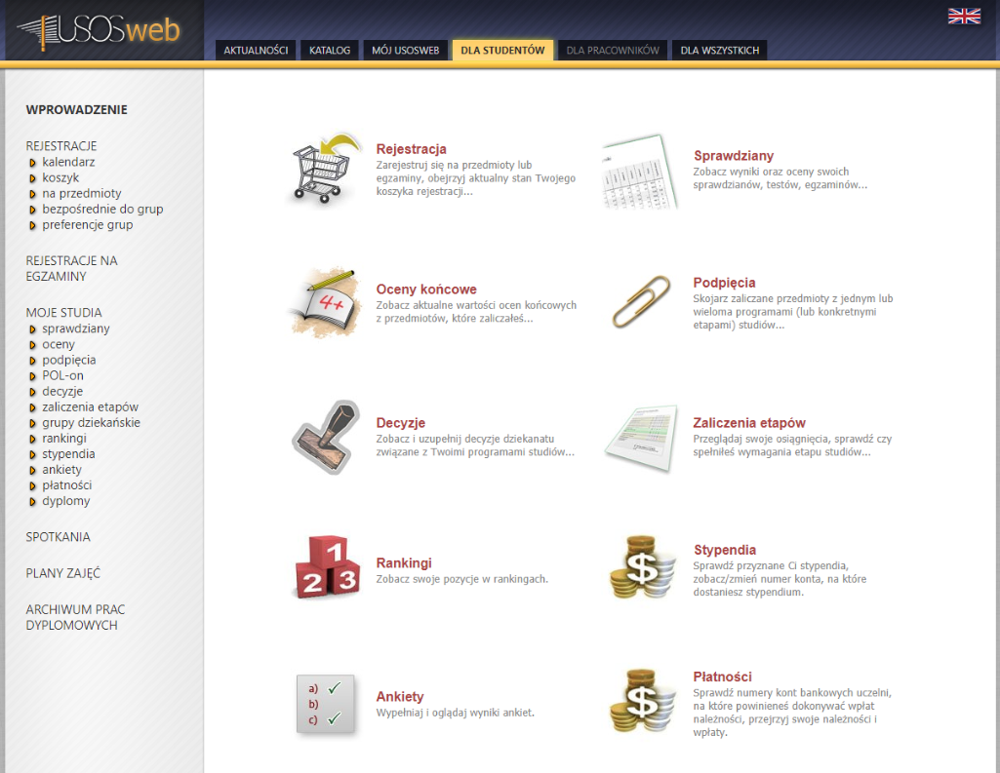 USOSweb
AKTUALNOŚCI
KATALOG
MÓJ USOSWEB
DLA STUDENTÓW
DLA PRACOWNIKÓW
DLA WSZYSTKICH
WPROWADZENIE
REJESTRACJE
kalendarz
koszyk
na przedmioty
bezpośrednie do grup
preferencje grup
REJESTRACJE NA
EGZAMINY
MOJE STUDIA
sprawdziany
oceny
podpięcia
POL-on
decyzje
zaliczenia etapów
grupy dziekańskie
rankingi
stypendia
ankiety
płatności
dyplomy
SPOTKANIA
PLANY ZAJĘĆ
ARCHIWUM PRAC
DYPLOMOWYCH
Rejestracja
Zarejestruj się na przedmioty lub
egzaminy, obejrzyj aktualny stan Twojego
koszyka rejestracji...
Sprawdziany
Zobacz wyniki oraz oceny swoich
sprawdzianów, testów, egzaminów...
4+
Oceny końcowe
Zobacz aktualne wartości ocen końcowych
z przedmiotów, które zaliczałeś...
Podpięcia
Skojarz zaliczane przedmioty z jednym lub
wieloma programami (lub konkretnymi
etapami) studiów...
Decyzje
Zobacz i uzupełnij decyzje dziekanatu
związane z Twoimi programami studiów...
Zaliczenia etapów
Przeglądaj swoje osiągnięcia, sprawdź czy
spełniłeś wymagania etapu studiów...
1
2 3
Rankingi
Zobacz swoje pozycje w rankingach.
$
Stypendia
Sprawdź przyznane Ci stypendia,
zobacz/zmień numer konta, na które
dostaniesz stypendium.
a)
b)
c)
Ankiety
Wypełniaj i oglądaj wyniki ankiet.
$
Płatności
Sprawdź numery kont bankowych uczelni,
na które powinieneś dokonywać wpłat
należności, przejrzyj swoje należności i
wpłaty.